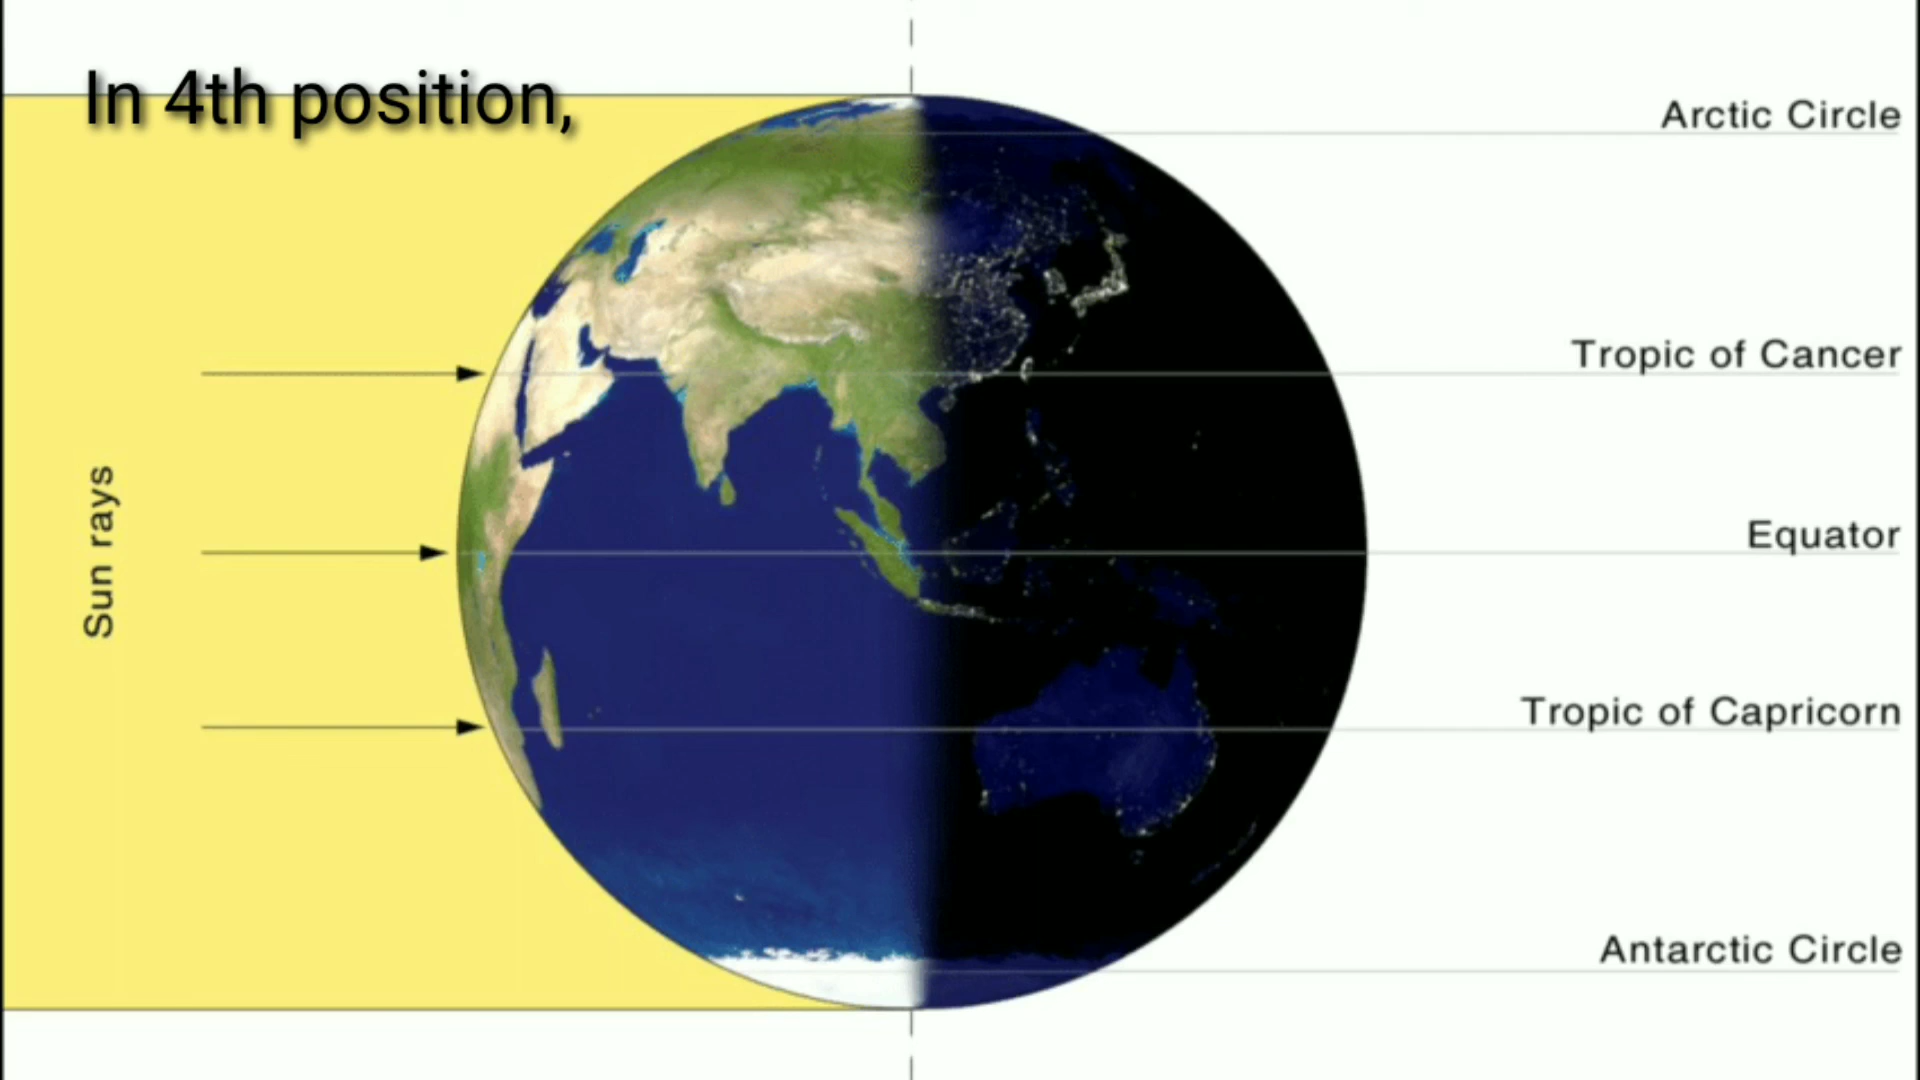 In 4th position,
Arctic Circle
Tropic of Cancer
Sun rays
Equator
Tropic of Capricorn
Antarctic Circle